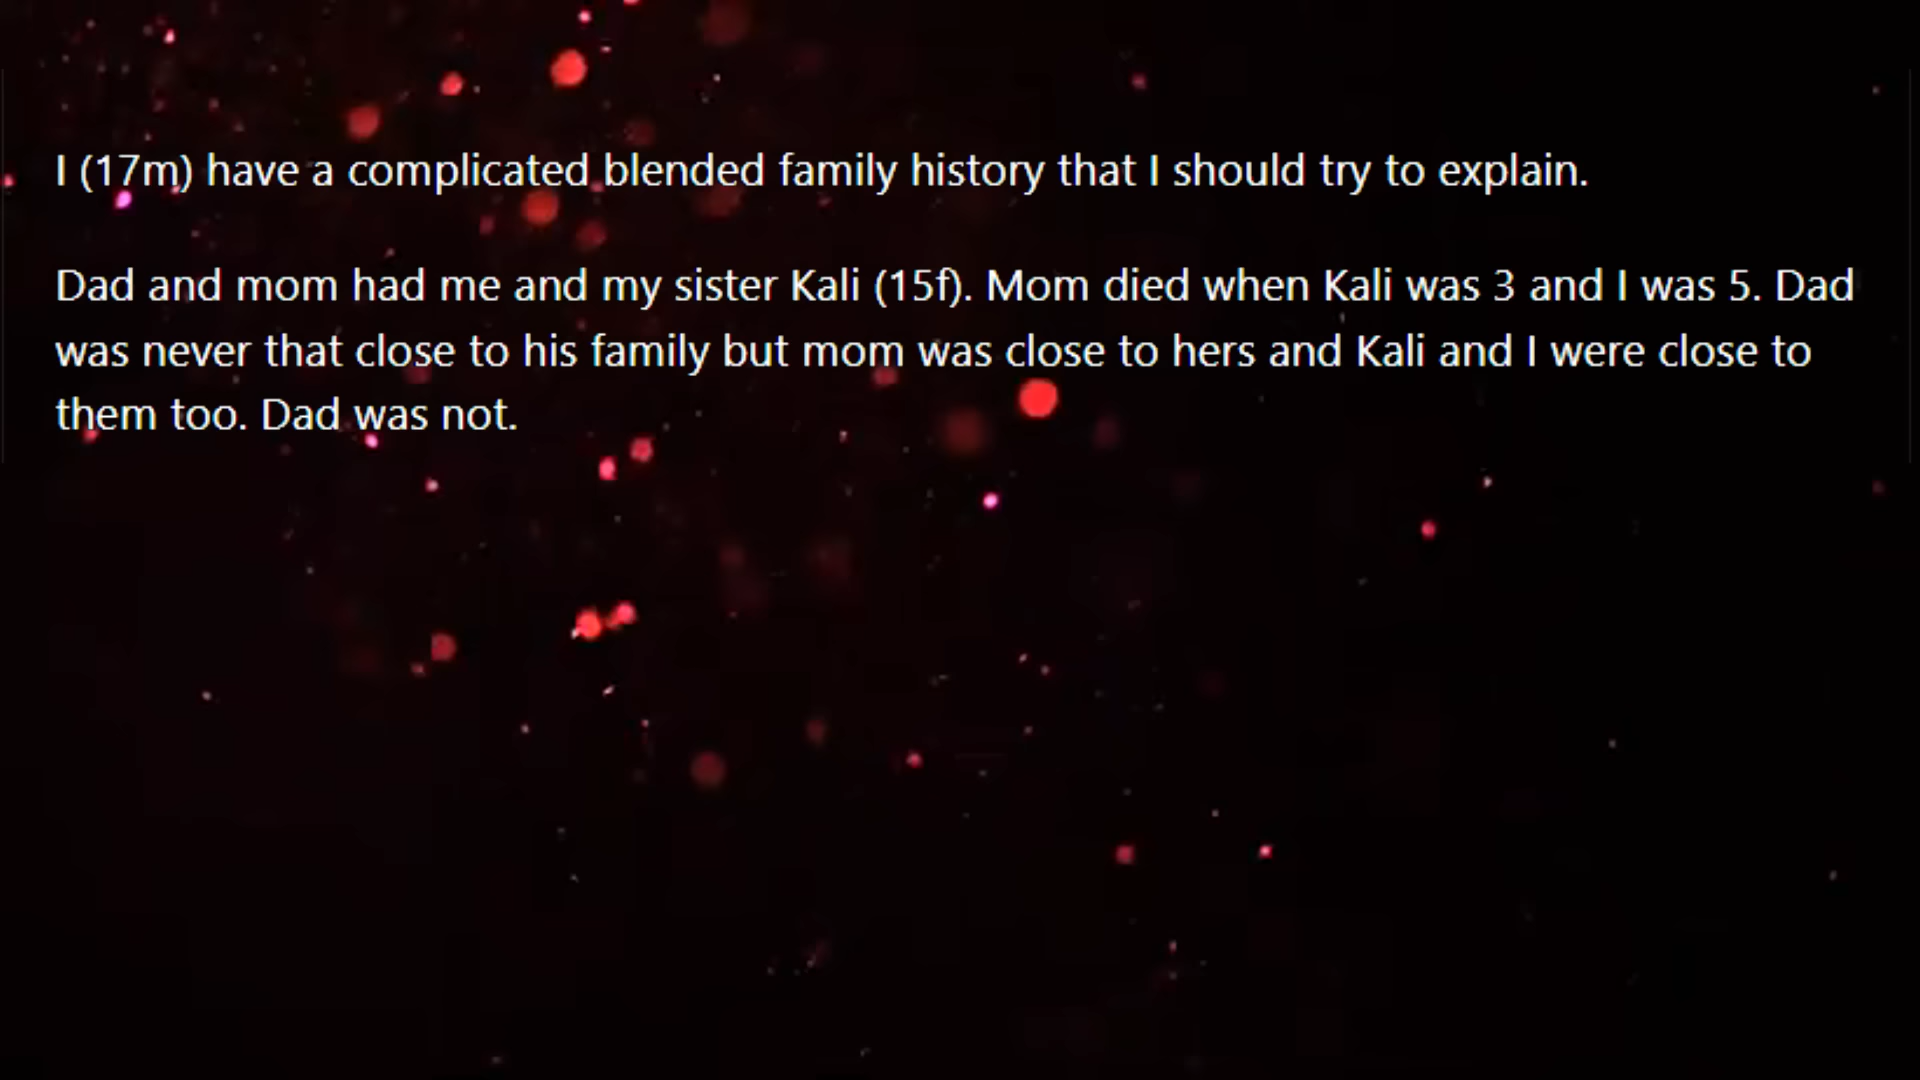 I (17m) have a complicated blended family history that I should try to explain.
Dad and mom had me and my sister Kali (15f). Mom died when Kali was 3 and I was 5. Dad
was never that close to his family but mom was close to hers and Kali and I were close to
them too. Dad was not.